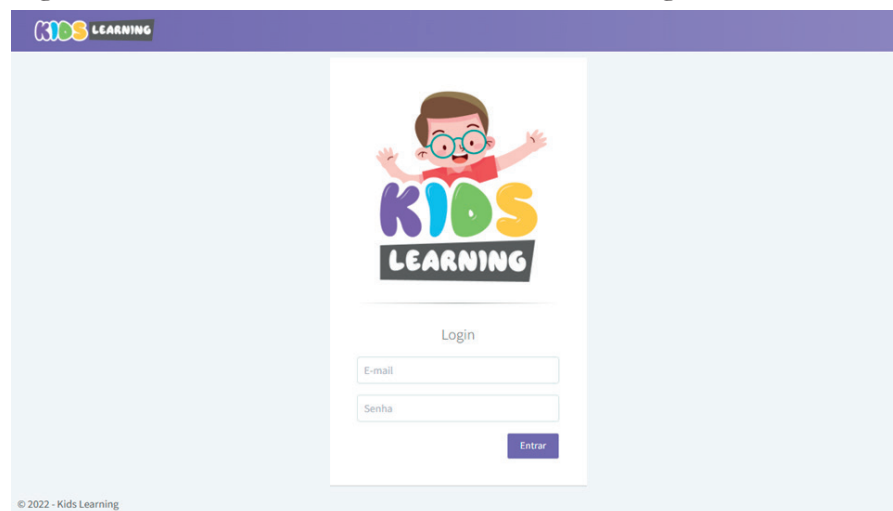 KIDS LEARNING
KIDS
LEARNING
Login
E-mail
Senha
Entrar
© 2022 - Kids Learning